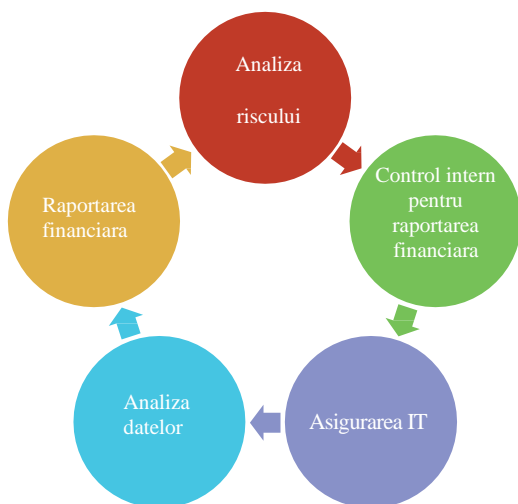 Analiza
riscului
Control intern
pentru
raportarea
financiara
Asigurarea IT
Analiza
datelor
Raportarea
financiara